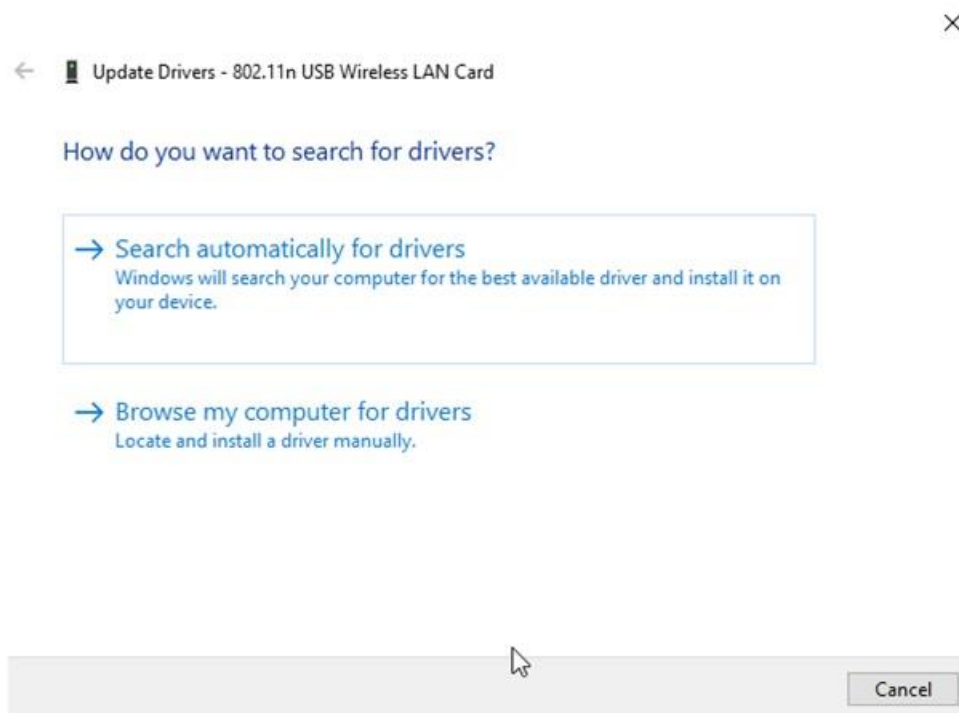 Update Drivers - 802.11n USB Wireless LAN Card
How do you want to search for drivers?
Search automatically for drivers
Windows will search your computer for the best available driver and install it on
your device.
Browse my computer for drivers
Locate and install a driver manually.
Cancel